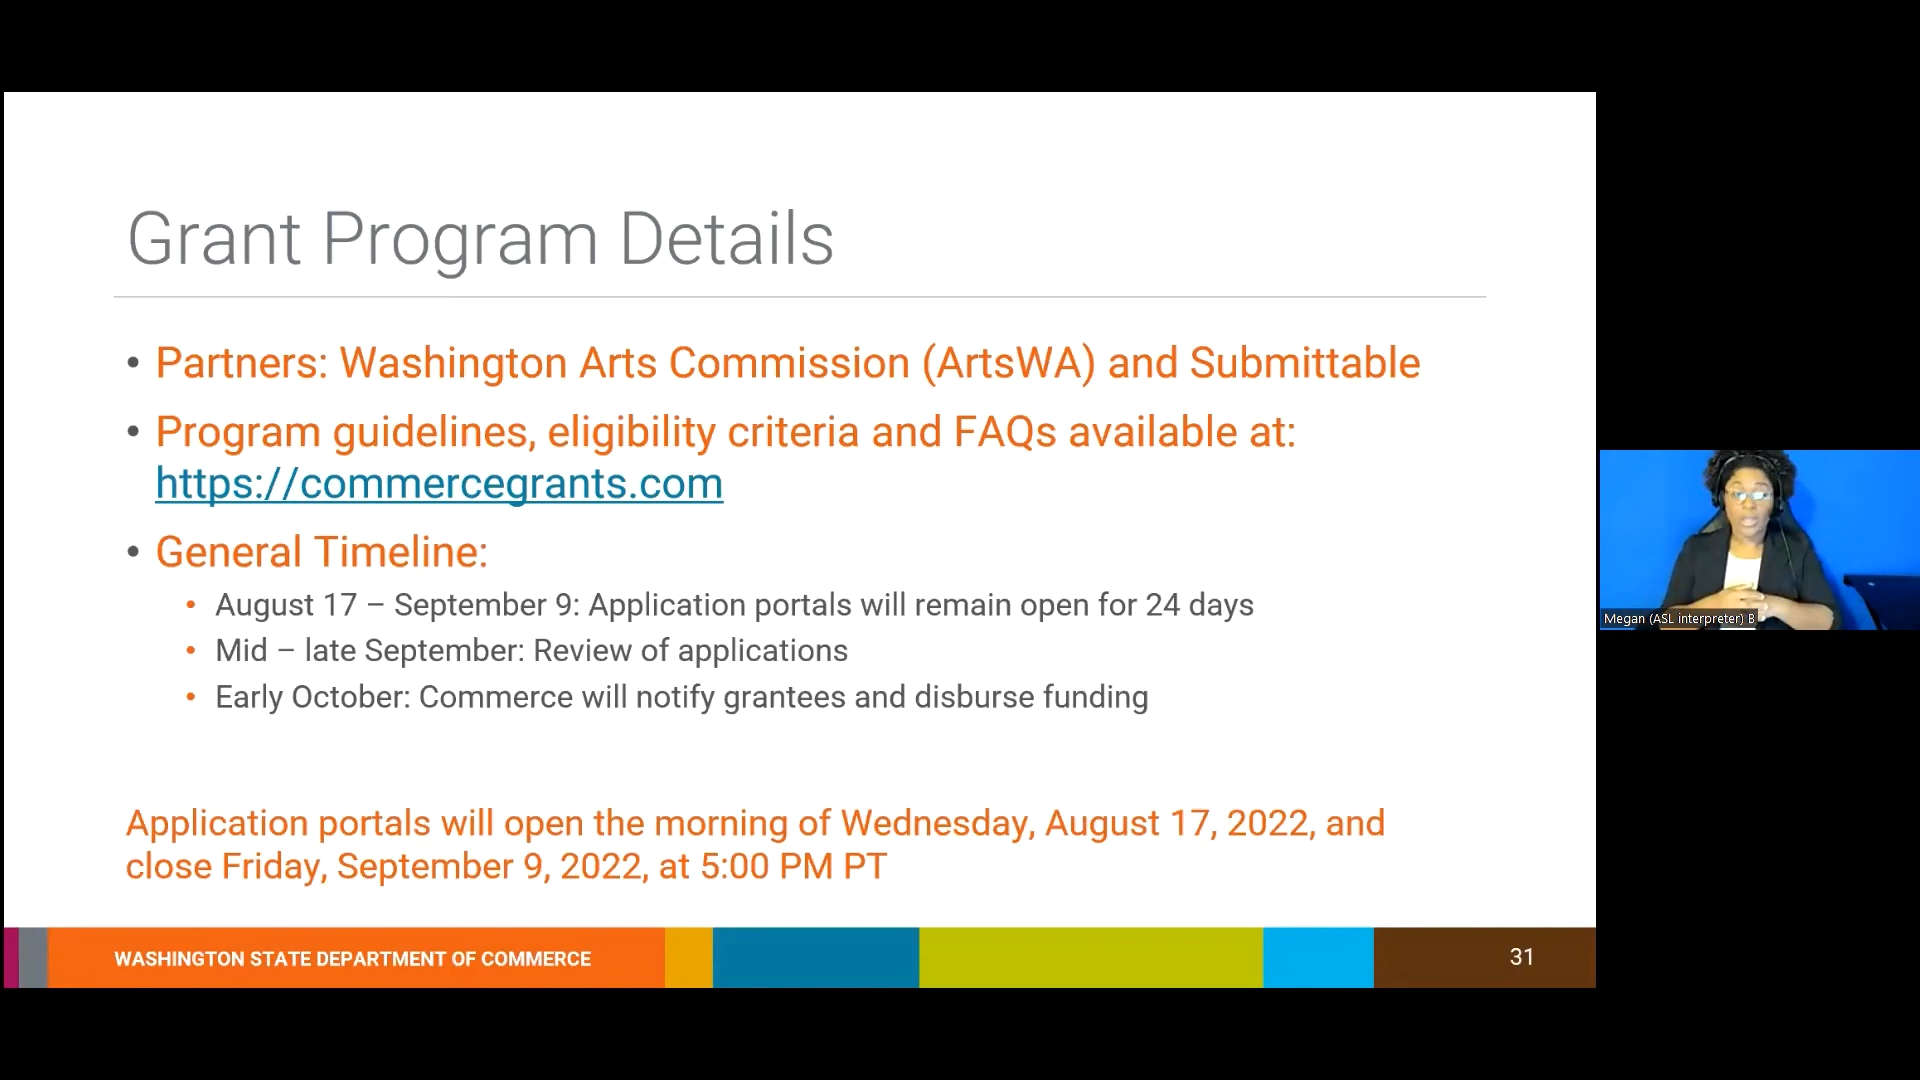 Grant Program Details
• Partners: Washington Arts Commission (ArtsWA) and Submittable
• Program guidelines, eligibility criteria and FAQs available at:
https://commercegrants.com
• General Timeline:
• August 17 – September 9: Application portals will remain open for 24 days
• Mid – late September: Review of applications
• Early October: Commerce will notify grantees and disburse funding
Application portals will open the morning of Wednesday, August 17, 2022, and
close Friday, September 9, 2022, at 5:00 PM PT
WASHINGTON STATE DEPARTMENT OF COMMERCE
31
Megan (ASL interpreter) B